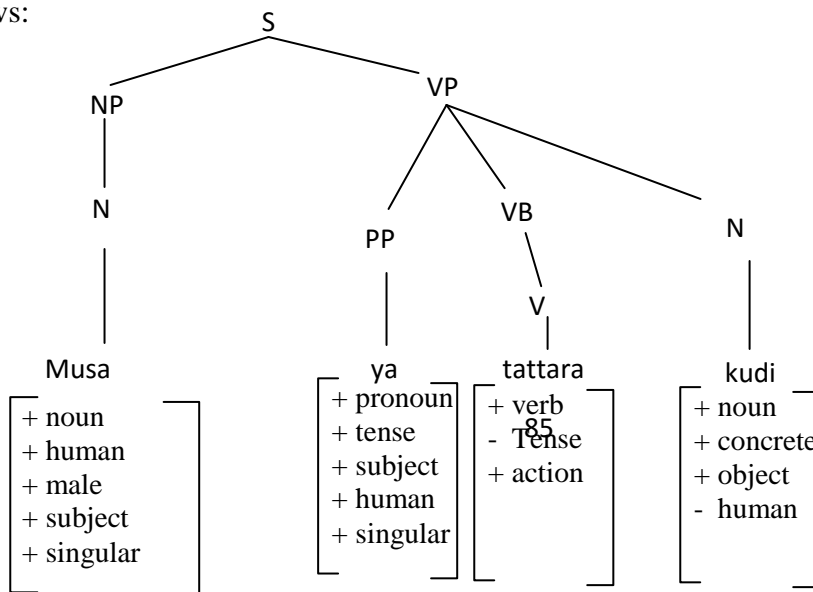 vs:
S
NP VP
N PP VB N
V
Musa ya tattara kudi
+ noun
+ human
+ male
+ subject
+ singular
+ pronoun
+ tense
+ subject
+ human
+ singular
+ verb
- Tense
+ action
85
+ noun
+ concrete
+ object
- human